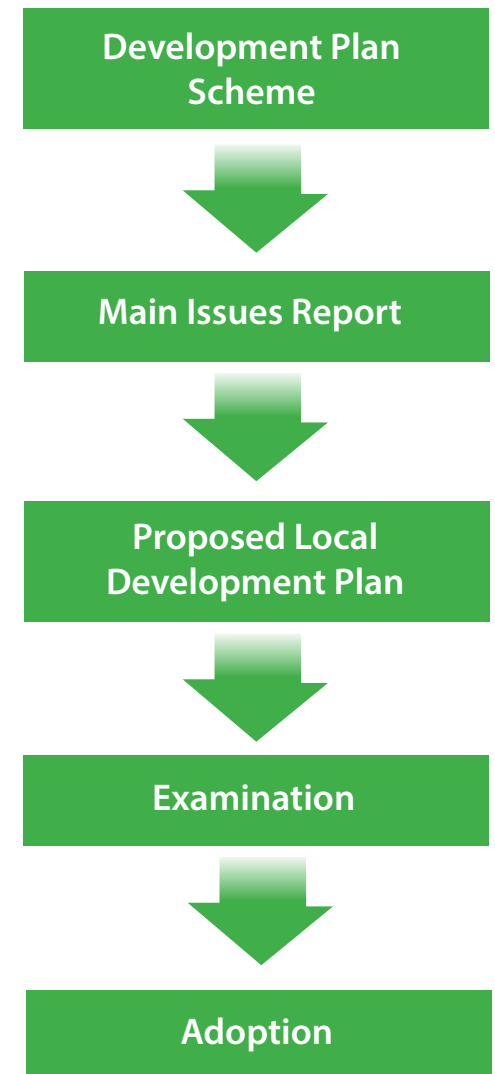 Development Plan
Scheme
Main Issues Report
Proposed Local
Development Plan
Examination
Adoption